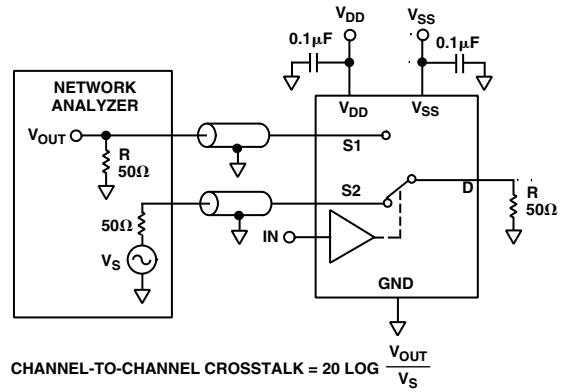 V_DD V_SS
0.1µF 0.1µF
NETWORK
ANALYZER
V_DD V_SS
V_OUT
R
50Ω
S1
50Ω
V_S
S2
D
R
50Ω
IN
GND
CHANNEL-TO-CHANNEL CROSSTALK = 20 LOG V_OUT
V_S